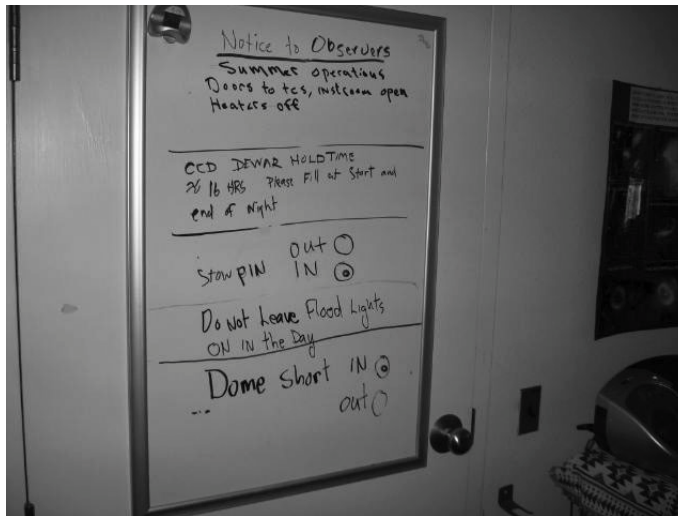 Notice to Observers
Summer operations
Doors to tcs, instroom open
Heaters off
CCD DEWAR HOLDTIME
16 HRS Please Fill at Start and
end of Night
out
Stow PIN IN
Do Not Leave Flood Lights
ON IN the Day
Dome Short IN
out